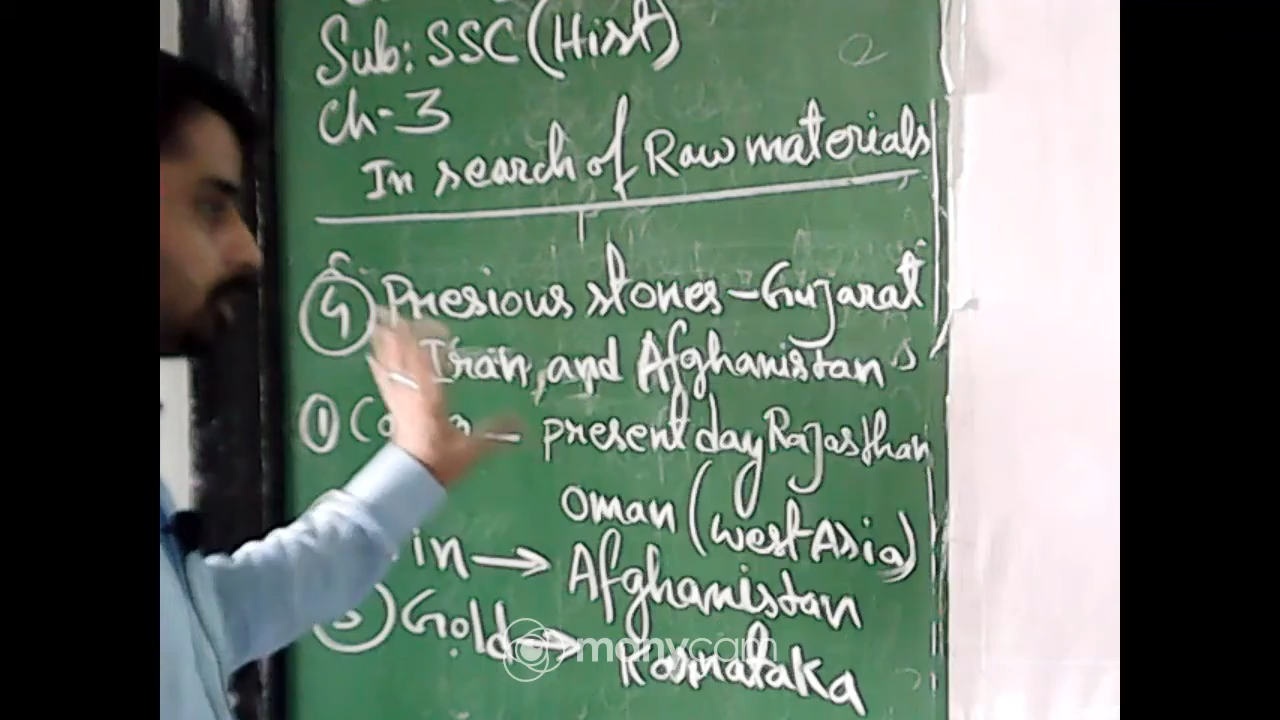 Sub: SSC (Hist)
Ch-3
In search of Raw materials
④ Presious stones - Gujarat
Iran, and Afghanistan
① present day Rajasthan
Oman (West Asia)
Afghanistan
③ Gold → Karnataka
manycam